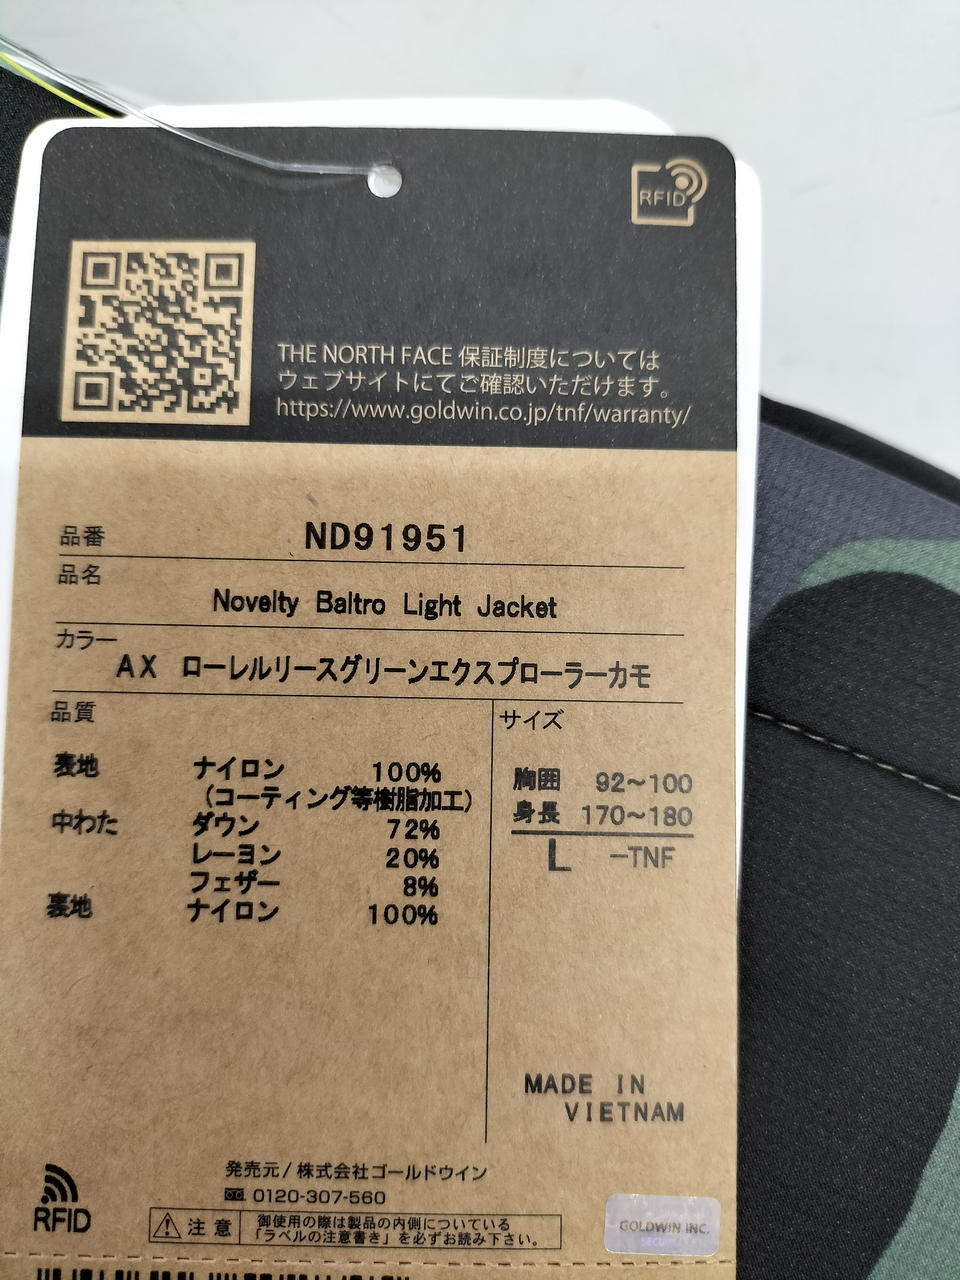 RFID
THE NORTH FACE 保証制度については
ウェブサイトにてご確認いただけます。
https://www.goldwin.co.jp/tnf/warranty/
品番 ND91951
品名
Novelty Baltro Light Jacket
カラー
AX ローレルリースグリーンエクスプローラーカモ
品質
サイズ
表地 ナイロン 100%
(コーティング等樹脂加工)
中わた ダウン 72%
レーヨン 20%
フェザー 8%
裏地 ナイロン 100%
胸囲 92~100
身長 170~180
L -TNF
MADE IN
VIETNAM
発売元/株式会社ゴールドウイン
0120-307-560
RFID
注意
御使用の際は製品の内側についている
「ラベルの注意書き」を必ずお読み下さい。
GOLDWIN INC.